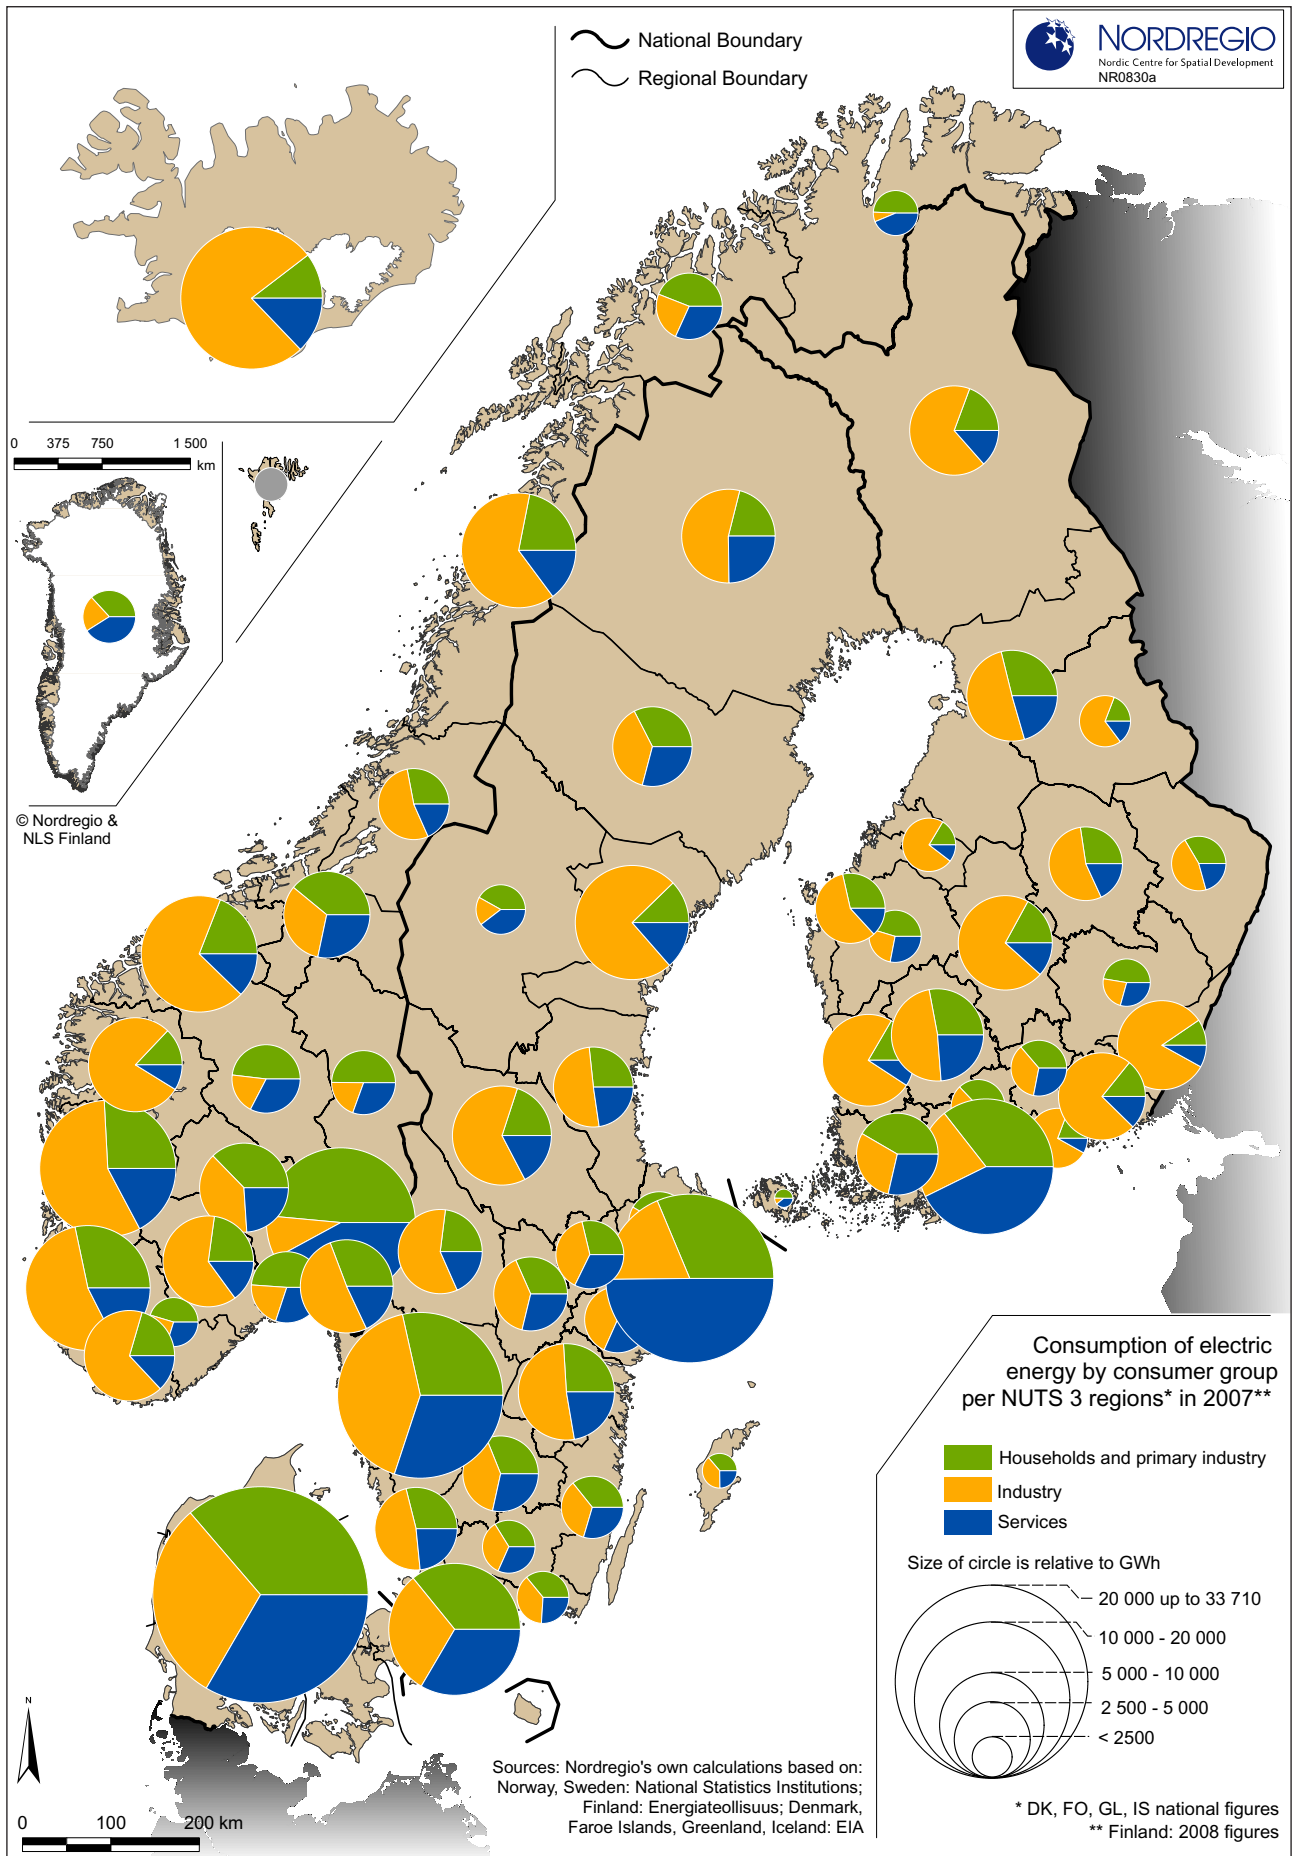 National Boundary
Regional Boundary
NORDREGIO
Nordic Centre for Spatial Development
NR0830a
0 375 750 1 500
km
© Nordregio &
NLS Finland
Consumption of electric
energy by consumer group
per NUTS 3 regions* in 2007**
Households and primary industry
Industry
Services
Size of circle is relative to GWh
20 000 up to 33 710
10 000 - 20 000
5 000 - 10 000
2 500 - 5 000
< 2500
N
0 100 200 km
Sources: Nordregio's own calculations based on:
Norway, Sweden: National Statistics Institutions;
Finland: Energiateollisuus; Denmark,
Faroe Islands, Greenland, Iceland: EIA
* DK, FO, GL, IS national figures
** Finland: 2008 figures